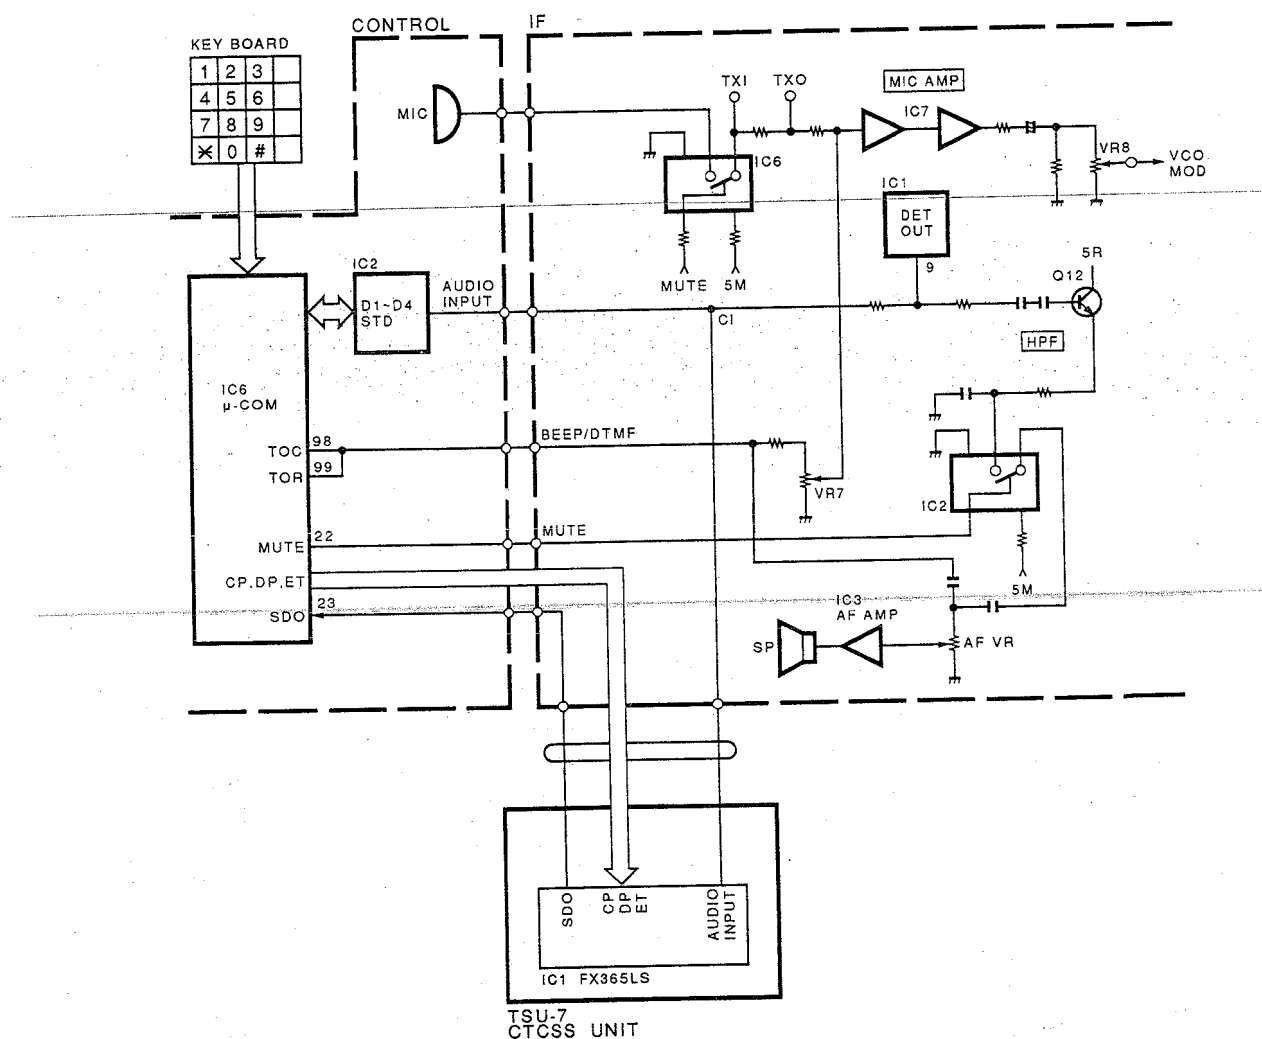 CONTROL
IF
KEY BOARD
1 2 3
4 5 6
7 8 9
* 0 #
MIC
TXI
TXO
MIC AMP
IC7
IC6
VR8
VCO
MOD
IC1
DET
OUT
9
MUTE
5M
5R
Q12
HPF
IC2
D1~D4
STD
AUDIO
INPUT
CI
IC6
μ-COM
TOC
98
TOR
99
BEEP/DTMF
VR7
IC2
MUTE
22
MUTE
CP.DP.ET
5M
SDO
23
IC3
AF AMP
SP
AF VR
SDO
CP
DP
ET
AUDIO
INPUT
IC1 FX365LS
TSU-7
CTCSS UNIT